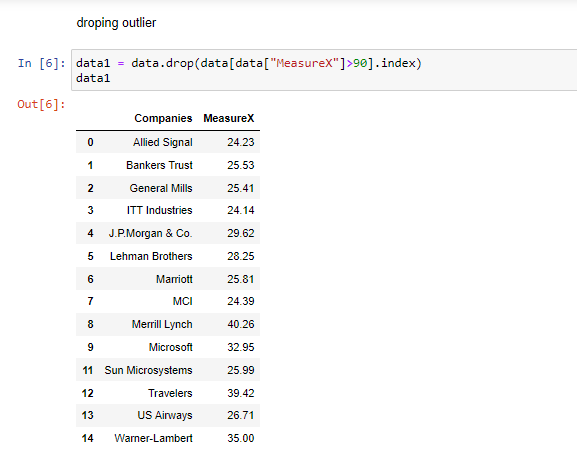 droping outlier
In [6]: data1 = data.drop(data[data["MeasureX"]>90].index)
data1
Out[6]:
Companies MeasureX
0 Allied Signal 24.23
1 Bankers Trust 25.53
2 General Mills 25.41
3 ITT Industries 24.14
4 J.P.Morgan & Co. 29.62
5 Lehman Brothers 28.25
6 Marriott 25.81
7 MCI 24.39
8 Merrill Lynch 40.26
9 Microsoft 32.95
11 Sun Microsystems 25.99
12 Travelers 39.42
13 US Airways 26.71
14 Warner-Lambert 35.00